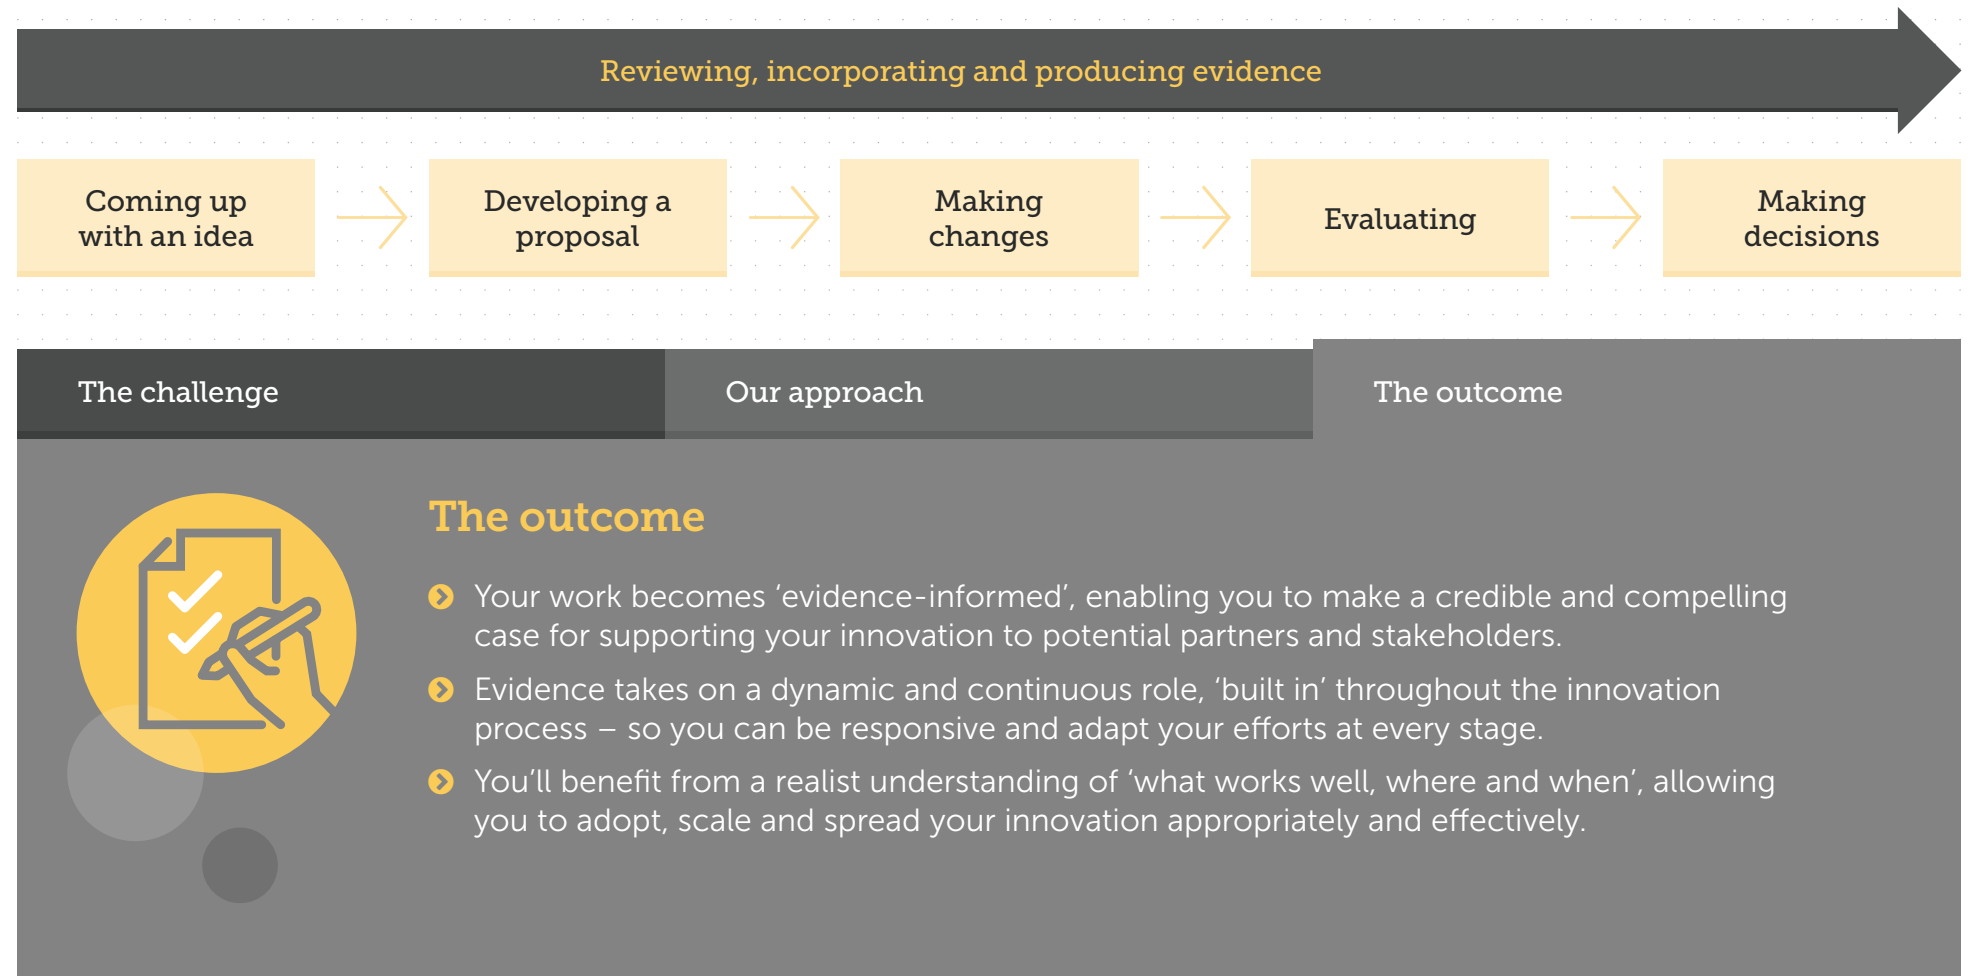 Reviewing, incorporating and producing evidence
Coming up
with an idea
Developing a
proposal
Making
changes
Evaluating
Making
decisions
The challenge
Our approach
The outcome
The outcome
Your work becomes ‘evidence-informed’, enabling you to make a credible and compelling
case for supporting your innovation to potential partners and stakeholders.
Evidence takes on a dynamic and continuous role, ‘built in’ throughout the innovation
process – so you can be responsive and adapt your efforts at every stage.
You’ll benefit from a realist understanding of ‘what works well, where and when’, allowing
you to adopt, scale and spread your innovation appropriately and effectively.